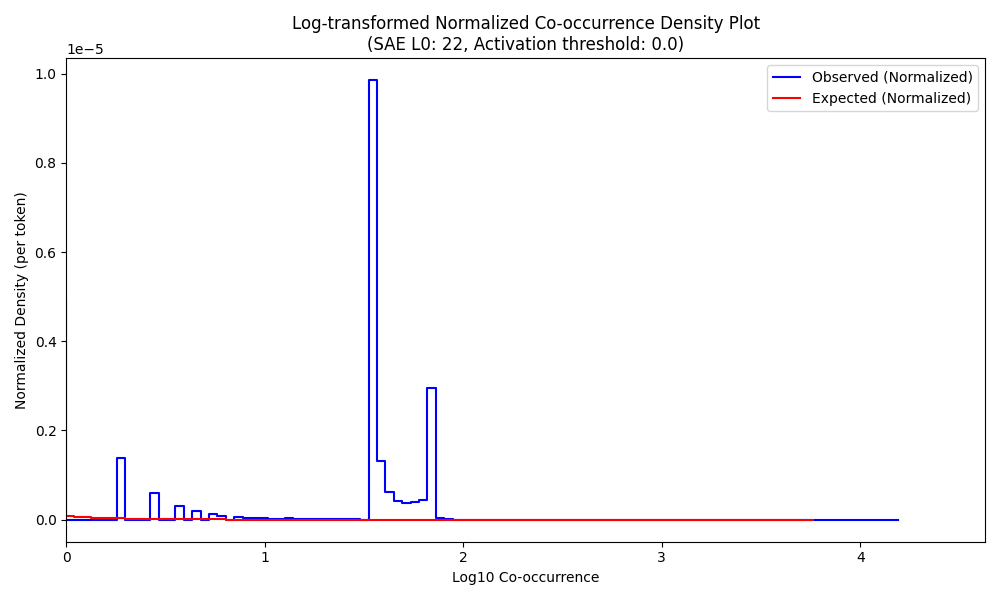 Log-transformed Normalized Co-occurrence Density Plot
(SAE L0: 22, Activation threshold: 0.0)
1e−5
Observed (Normalized)
Expected (Normalized)
1.0
0.8
0.6
0.4
0.2
0.0
Normalized Density (per token)
0 1 2 3 4
Log10 Co-occurrence